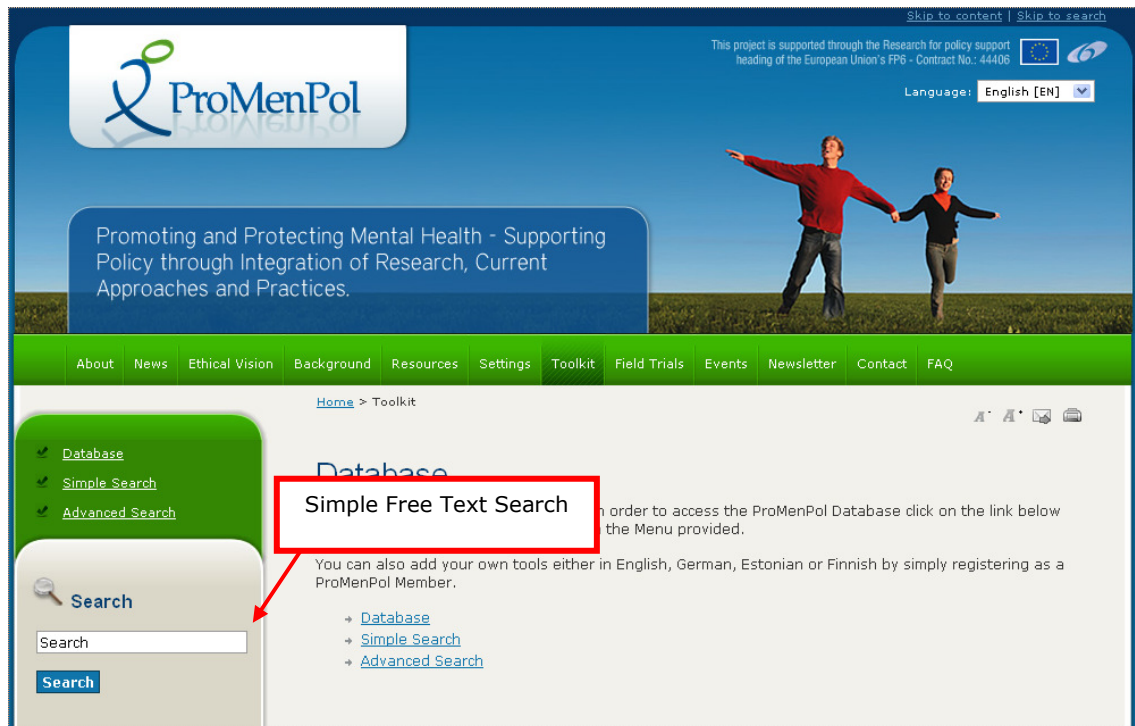 Skip to content | Skip to search
This project is supported through the Research for policy support
heading of the European Union's FP6 - Contract No.: 44406
Language: English [EN]
ProMenPol
Promoting and Protecting Mental Health - Supporting
Policy through Integration of Research, Current
Approaches and Practices.
About News Ethical Vision Background Resources Settings Toolkit Field Trials Events Newsletter Contact FAQ
Home > Toolkit
A- A+
Database
Simple Search
Advanced Search
Search
Search
Search
Database
Simple Free Text Search
order to access the ProMenPol Database click on the link below
the Menu provided.
You can also add your own tools either in English, German, Estonian or Finnish by simply registering as a
ProMenPol Member.
Database
Simple Search
Advanced Search